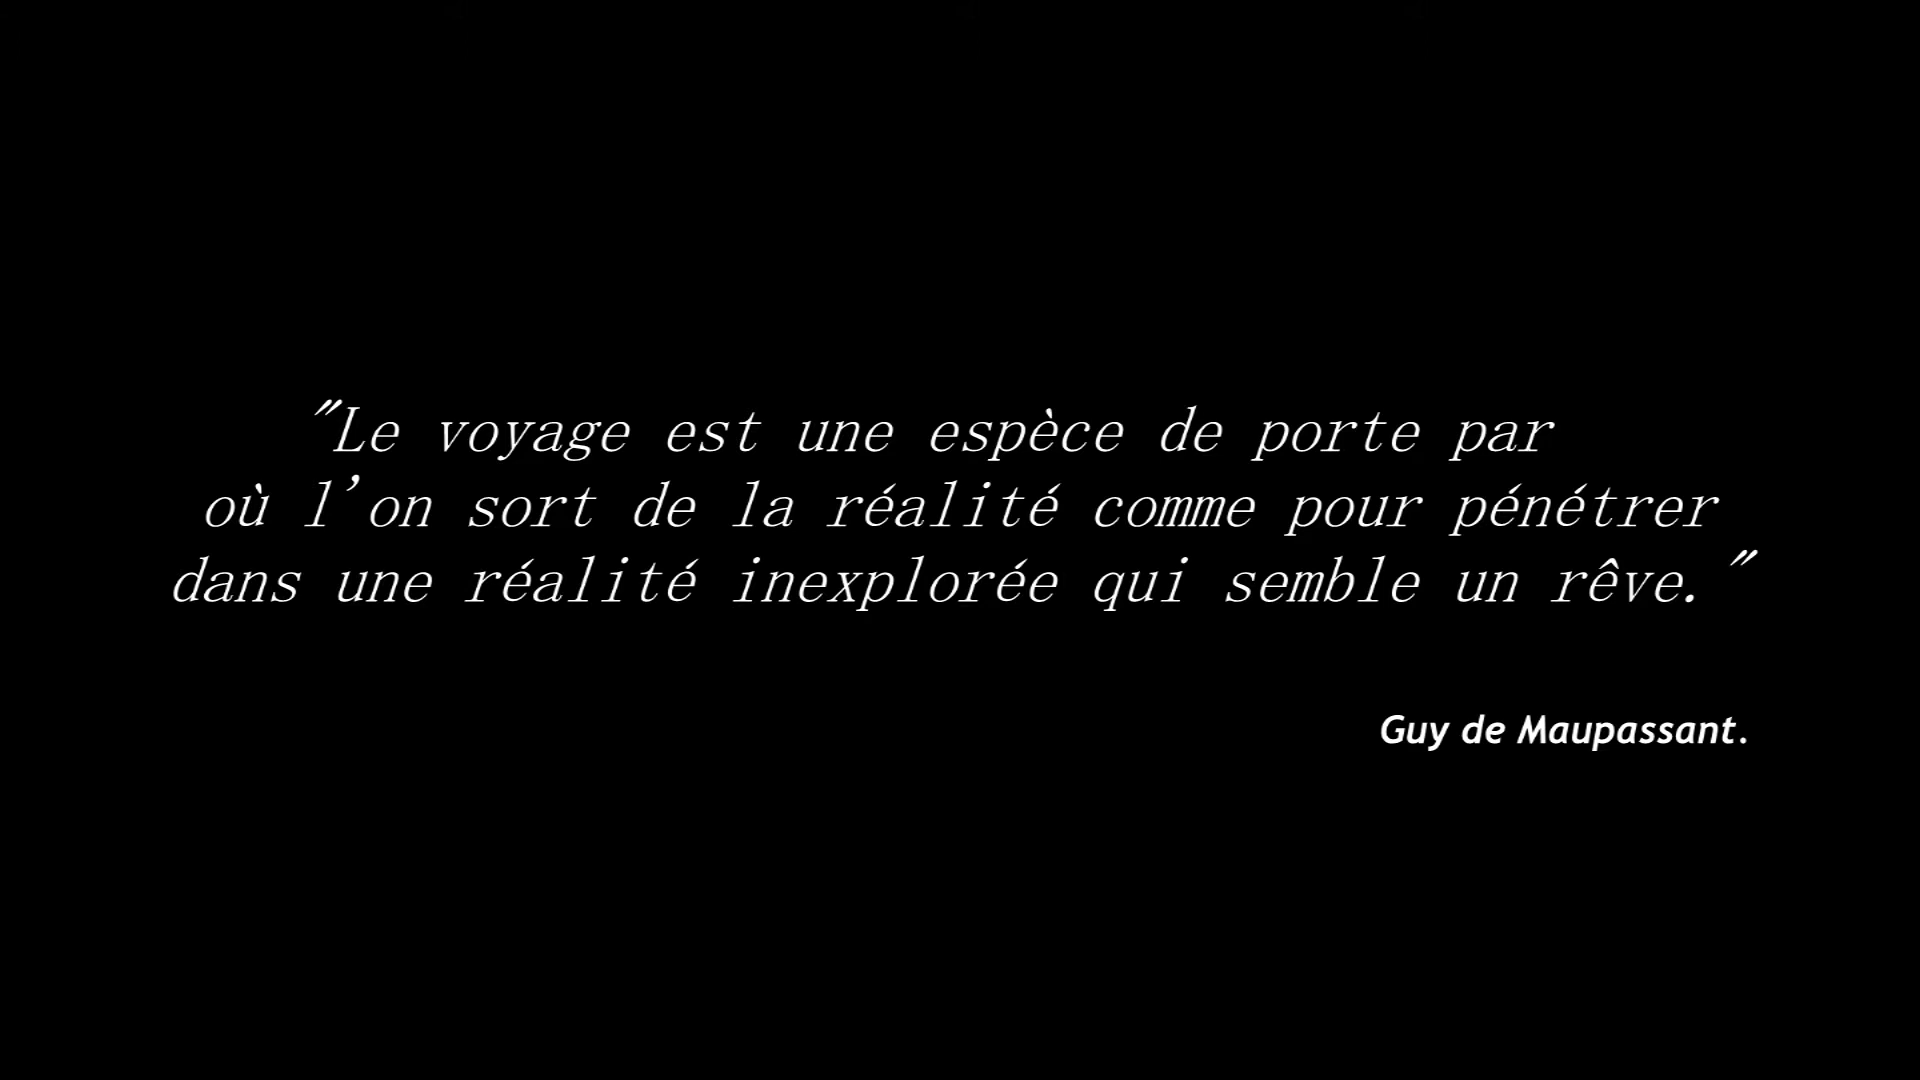 "Le voyage est une espèce de porte par
où l'on sort de la réalité comme pour pénétrer
dans une réalité inexplorée qui semble un rêve."
Guy de Maupassant.